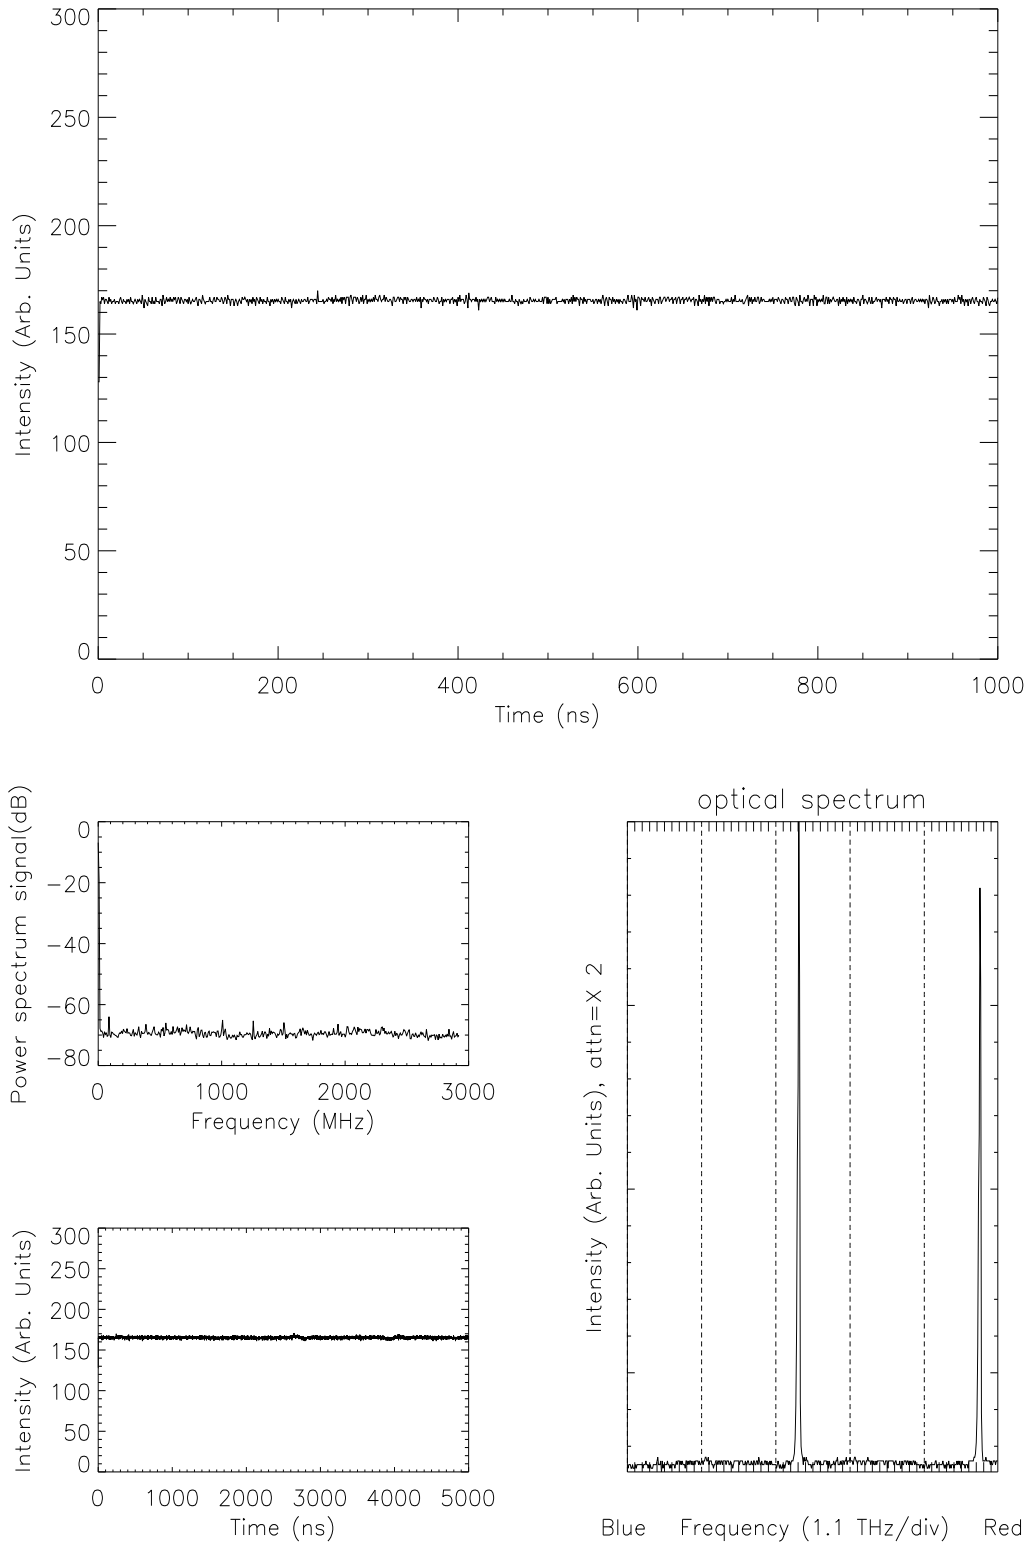 300
250
200
150
100
50
0
Intensity (Arb. Units)
0 200 400 600 800 1000
Time (ns)
0
−20
−40
−60
−80
Power spectrum signal(dB)
0 1000 2000 3000
Frequency (MHz)
300
250
200
150
100
50
0
Intensity (Arb. Units)
0 1000 2000 3000 4000 5000
Time (ns)
optical spectrum
Intensity (Arb. Units), attn=X 2
Blue Frequency (1.1 THz/div) Red